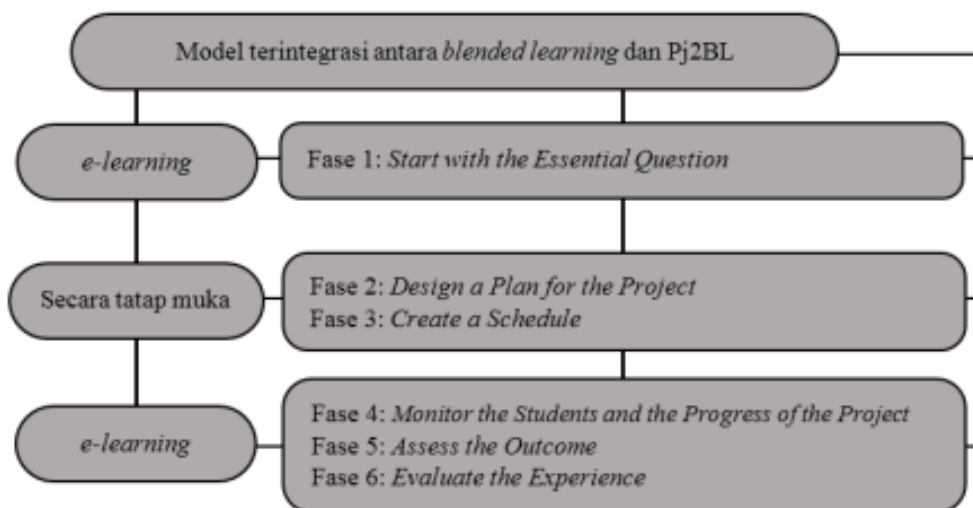 Model terintegrasi antara blended learning dan Pj2BL
e-learning
Fase 1: Start with the Essential Question
Secara tatap muka
Fase 2: Design a Plan for the Project
Fase 3: Create a Schedule
e-learning
Fase 4: Monitor the Students and the Progress of the Project
Fase 5: Assess the Outcome
Fase 6: Evaluate the Experience